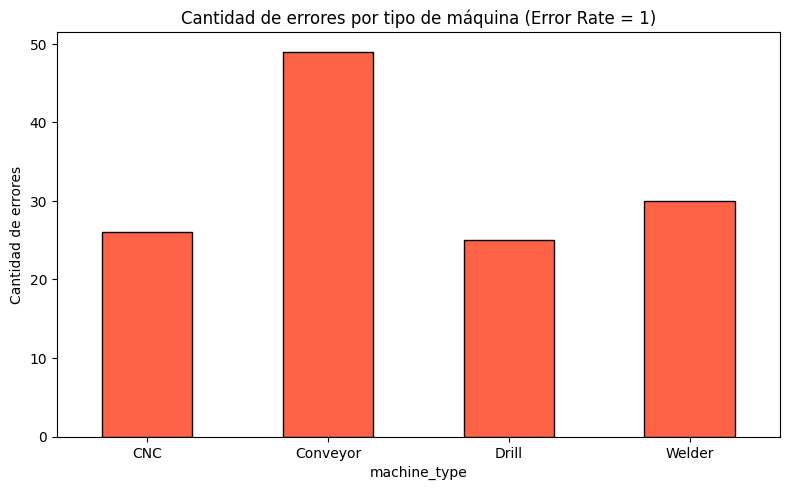 Cantidad de errores por tipo de máquina (Error Rate = 1)
50
40
30
20
10
0
Cantidad de errores
CNC Conveyor Drill Welder
machine_type